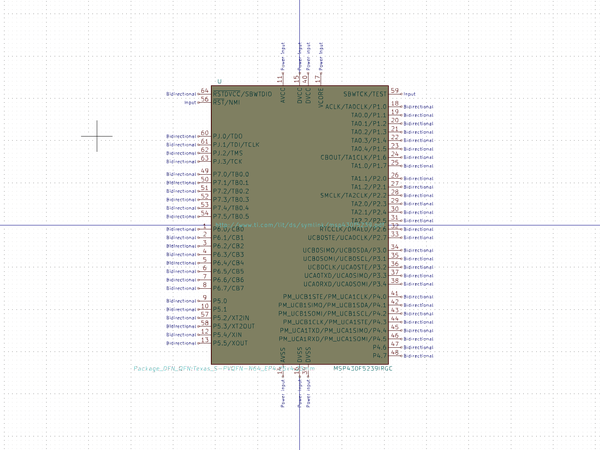 U
11 Power Input
15 Power Input
40 Power Input
17 Power Input
AVCC
DVCC
DVCC
VCORE
Bidirectional 64 RSTDVCC/SBWTDIO
Input 56 RST/NMI
Bidirectional 60 PJ.0/TDO
Bidirectional 61 PJ.1/TDI/TCLK
Bidirectional 62 PJ.2/TMS
Bidirectional 63 PJ.3/TCK
Bidirectional 49 P7.0/TB0.0
Bidirectional 50 P7.1/TB0.1
Bidirectional 51 P7.2/TB0.2
Bidirectional 52 P7.3/TB0.3
Bidirectional 53 P7.4/TB0.4
Bidirectional 54 P7.5/TB0.5
Bidirectional 1 P6.0/CB0
Bidirectional 2 P6.1/CB1
Bidirectional 3 P6.2/CB2
Bidirectional 4 P6.3/CB3
Bidirectional 5 P6.4/CB4
Bidirectional 6 P6.5/CB5
Bidirectional 7 P6.6/CB6
Bidirectional 8 P6.7/CB7
Bidirectional 9 P5.0
Bidirectional 10 P5.1
Bidirectional 57 P5.2/XT2IN
Bidirectional 58 P5.3/XT2OUT
Bidirectional 12 P5.4/XIN
Bidirectional 13 P5.5/XOUT
SBWTCK/TEST 59 Input
ACLK/TA0CLK/P1.0 18 Bidirectional
TA0.0/P1.1 19 Bidirectional
TA0.1/P1.2 20 Bidirectional
TA0.2/P1.3 21 Bidirectional
TA0.3/P1.4 22 Bidirectional
TA0.4/P1.5 23 Bidirectional
CBOUT/TA1CLK/P1.6 24 Bidirectional
TA1.0/P1.7 25 Bidirectional
TA1.1/P2.0 26 Bidirectional
TA1.2/P2.1 27 Bidirectional
SMCLK/TA2CLK/P2.2 28 Bidirectional
TA2.0/P2.3 29 Bidirectional
TA2.1/P2.4 30 Bidirectional
TA2.2/P2.5 31 Bidirectional
RTCCLK/DMAE0/P2.6 32 Bidirectional
UCB0STE/UCA0CLK/P2.7 33 Bidirectional
UCB0SIMO/UCB0SDA/P3.0 34 Bidirectional
UCB0SOMI/UCB0SCL/P3.1 35 Bidirectional
UCB0CLK/UCA0STE/P3.2 36 Bidirectional
UCA0TXD/UCA0SIMO/P3.3 37 Bidirectional
UCA0RXD/UCA0SOMI/P3.4 38 Bidirectional
PM_UCB1STE/PM_UCA1CLK/P4.0 41 Bidirectional
PM_UCB1SIMO/PM_UCB1SDA/P4.1 42 Bidirectional
PM_UCB1SOMI/PM_UCB1SCL/P4.2 43 Bidirectional
PM_UCB1CLK/PM_UCA1STE/P4.3 44 Bidirectional
PM_UCA1TXD/PM_UCA1SIMO/P4.4 45 Bidirectional
PM_UCA1RXD/PM_UCA1SOMI/P4.5 46 Bidirectional
P4.6 47 Bidirectional
P4.7 48 Bidirectional
AVSS
DVSS
DVSS
Power Input
Power Input
Power Input
MSP430F5239IRGC